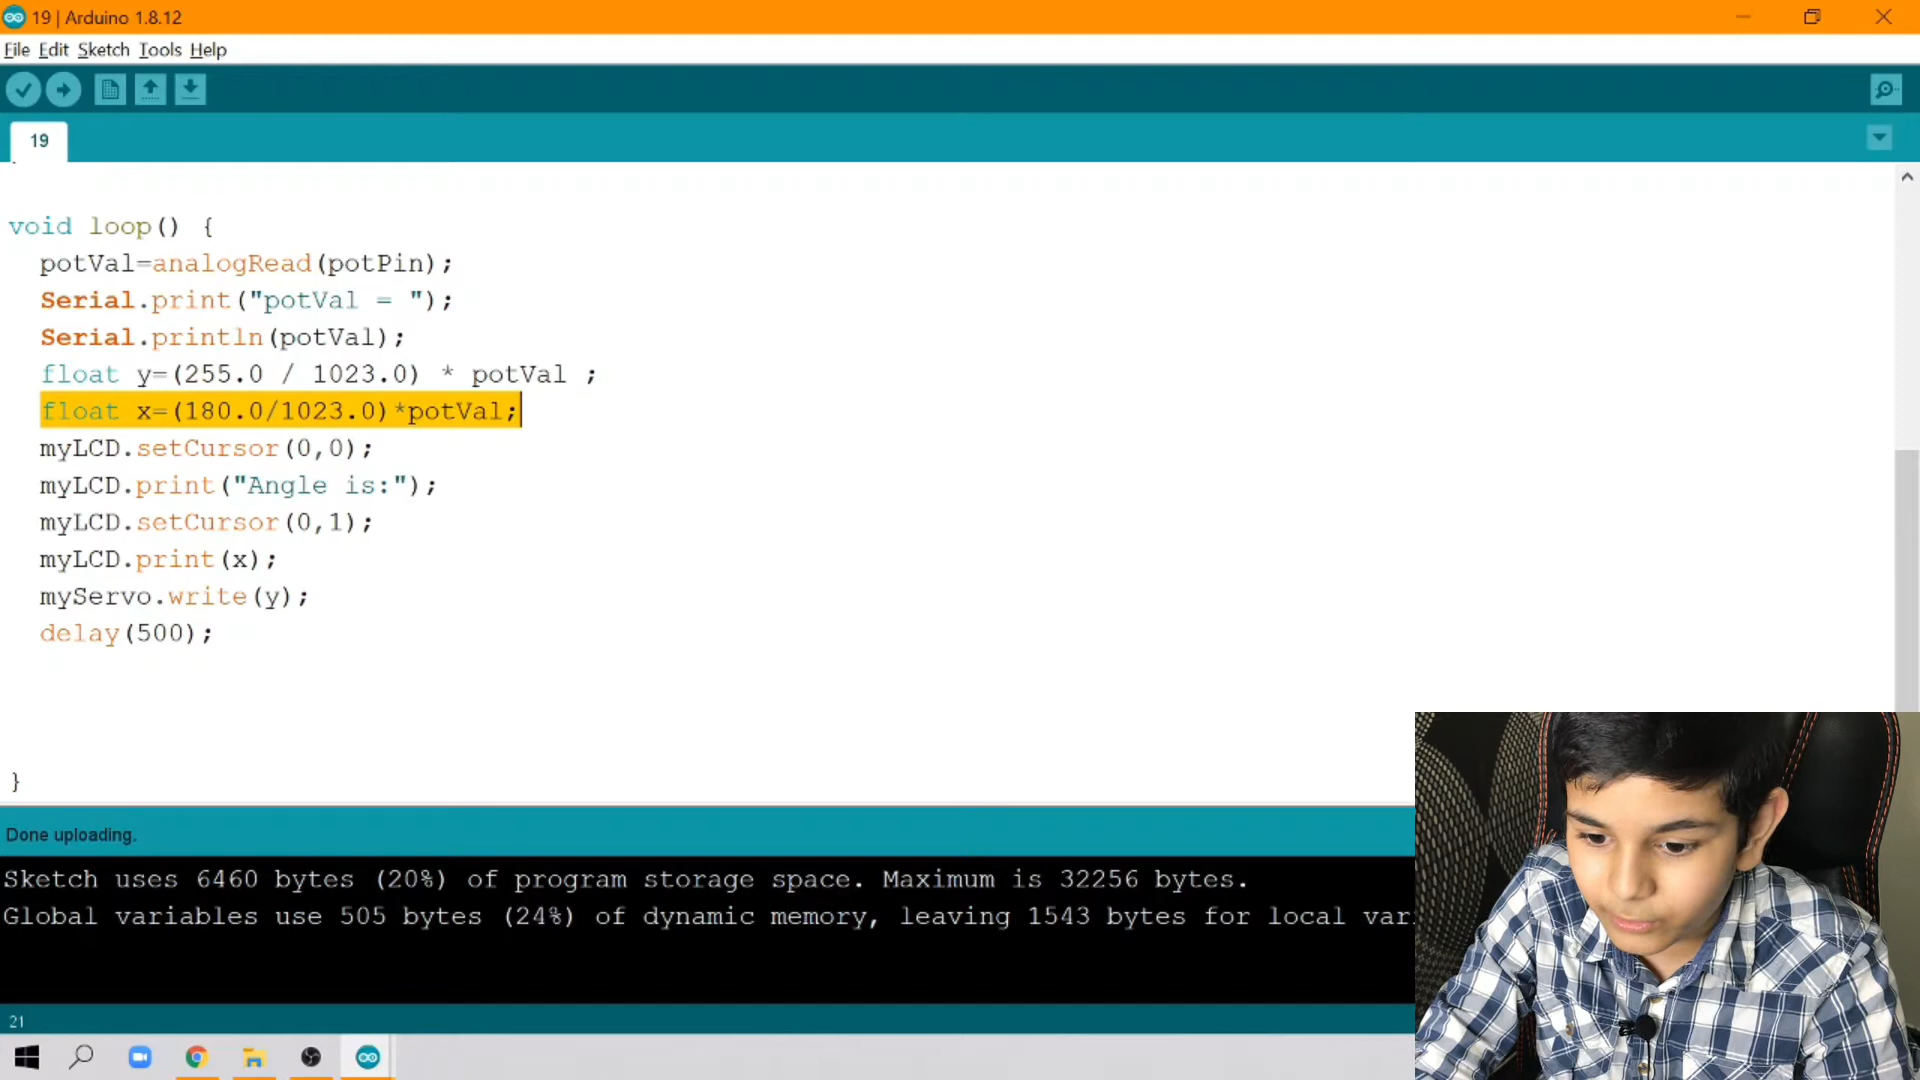 19 | Arduino 1.8.12
File Edit Sketch Tools Help
19
void loop() {
potVal=analogRead(potPin);
Serial.print("potVal = ");
Serial.println(potVal);
float y=(255.0 / 1023.0) * potVal ;
float x=(180.0/1023.0)*potVal;
myLCD.setCursor(0,0);
myLCD.print("Angle is:");
myLCD.setCursor(0,1);
myLCD.print(x);
myServo.write(y);
delay(500);
}
Done uploading.
Sketch uses 6460 bytes (20%) of program storage space. Maximum is 32256 bytes.
Global variables use 505 bytes (24%) of dynamic memory, leaving 1543 bytes for local var
21